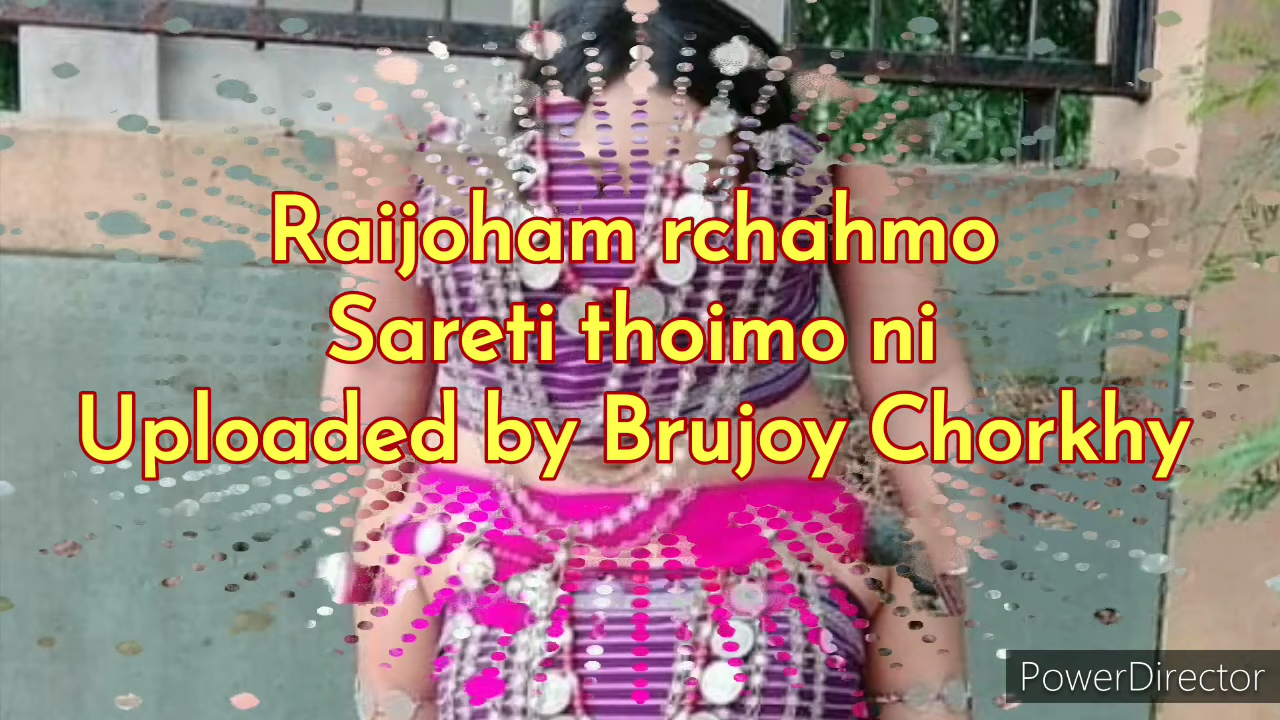 Raijoham rchahmo
Sareti thoimo ni
Uploaded by Brujoy Chorkhy
PowerDirector